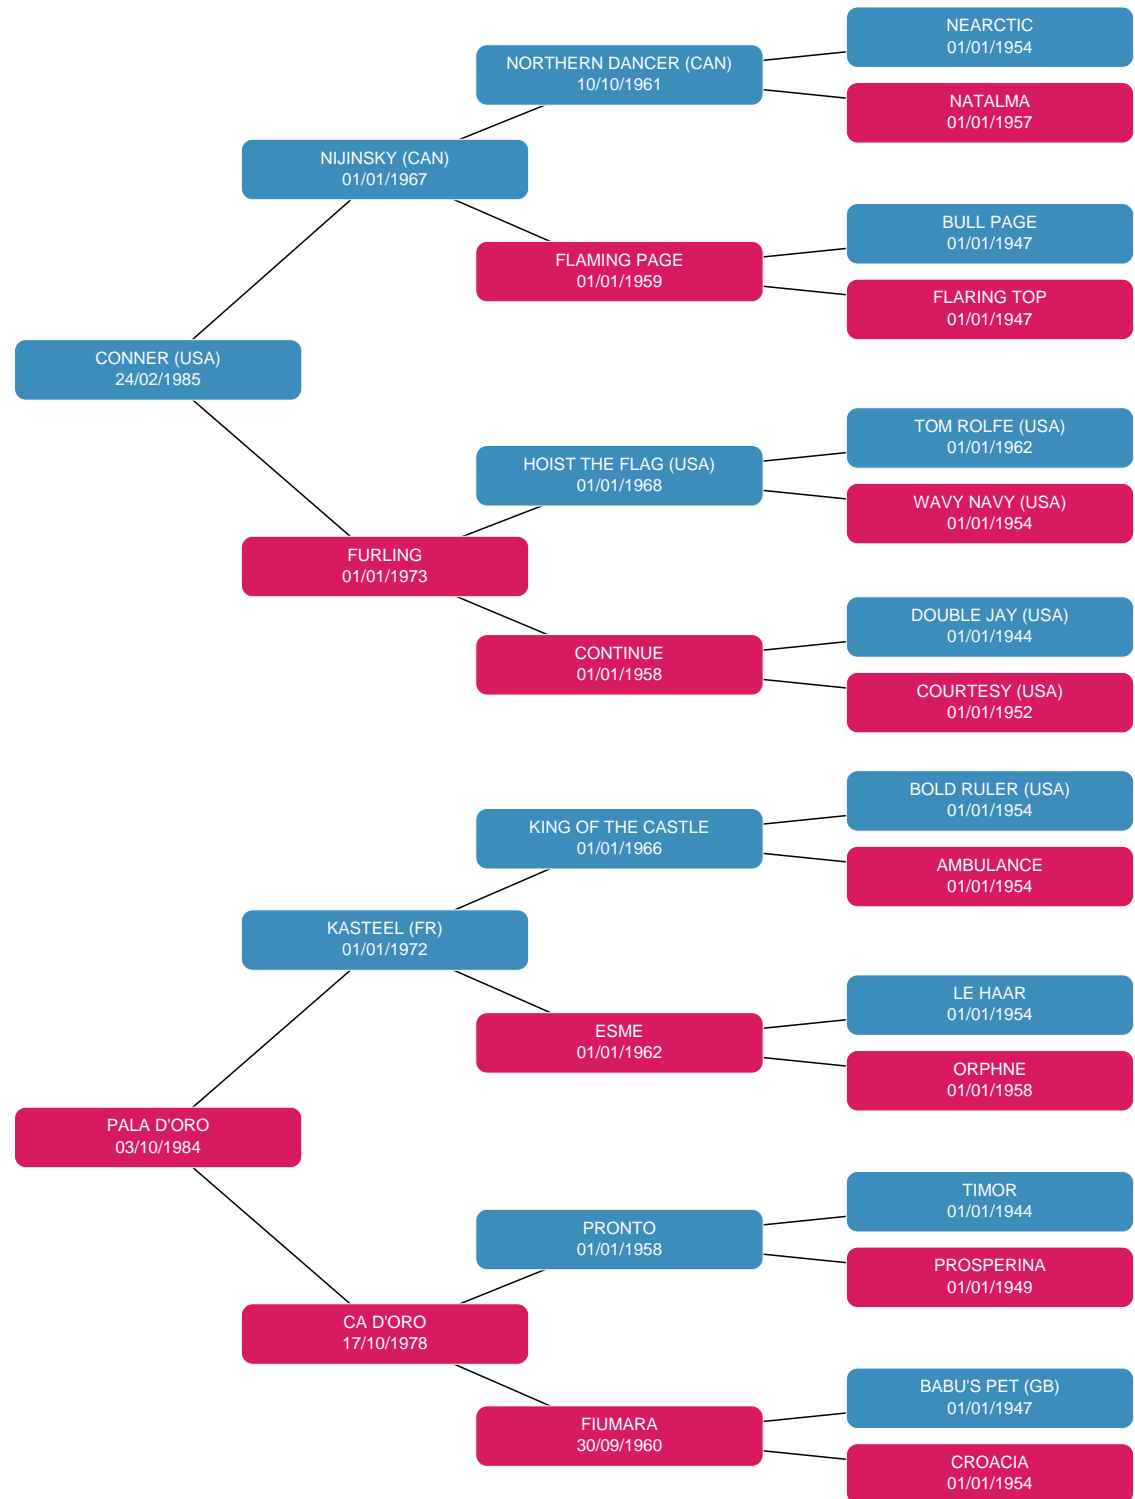 NEARCTIC
01/01/1954
NORTHERN DANCER (CAN)
10/10/1961
NATALMA
01/01/1957
NIJINSKY (CAN)
01/01/1967
BULL PAGE
01/01/1947
FLAMING PAGE
01/01/1959
FLARING TOP
01/01/1947
CONNER (USA)
24/02/1985
TOM ROLFE (USA)
01/01/1962
HOIST THE FLAG (USA)
01/01/1968
WAVY NAVY (USA)
01/01/1954
FURLING
01/01/1973
DOUBLE JAY (USA)
01/01/1944
CONTINUE
01/01/1958
COURTESY (USA)
01/01/1952
BOLD RULER (USA)
01/01/1954
KING OF THE CASTLE
01/01/1966
AMBULANCE
01/01/1954
KASTEEL (FR)
01/01/1972
LE HAAR
01/01/1954
ESME
01/01/1962
ORPHNE
01/01/1958
PALA D'ORO
03/10/1984
TIMOR
01/01/1944
PRONTO
01/01/1958
PROSPERINA
01/01/1949
CA D'ORO
17/10/1978
BABU'S PET (GB)
01/01/1947
FIUMARA
30/09/1960
CROACIA
01/01/1954